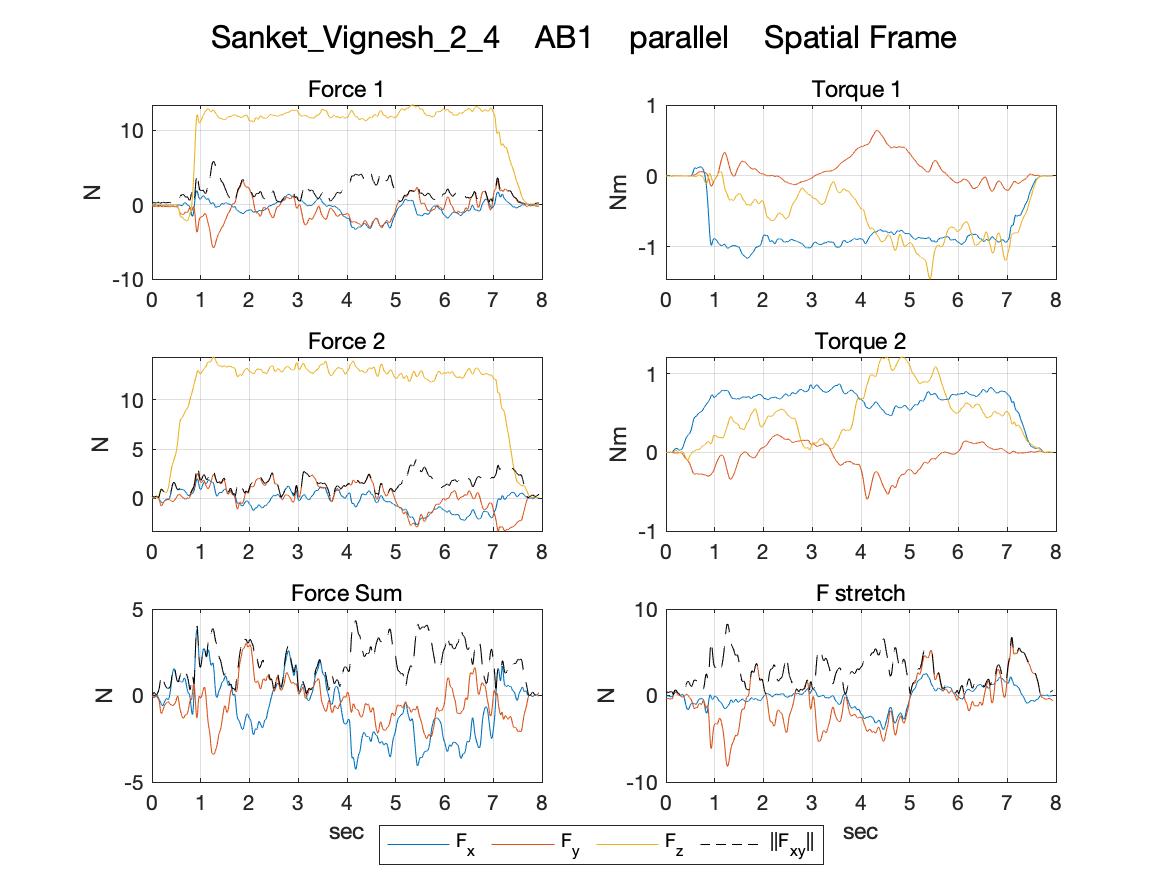 Sanket_Vignesh_2_4 AB1 parallel Spatial Frame
Force 1
Torque 1
N
10
0
-10
0 1 2 3 4 5 6 7 8
Nm
1
0
-1
0 1 2 3 4 5 6 7 8
Force 2
Torque 2
N
10
5
0
0 1 2 3 4 5 6 7 8
Nm
1
0
-1
0 1 2 3 4 5 6 7 8
Force Sum
F stretch
N
5
0
-5
0 1 2 3 4 5 6 7 8
sec
N
10
0
-10
0 1 2 3 4 5 6 7 8
sec
F_x F_y F_z ||F_xy||